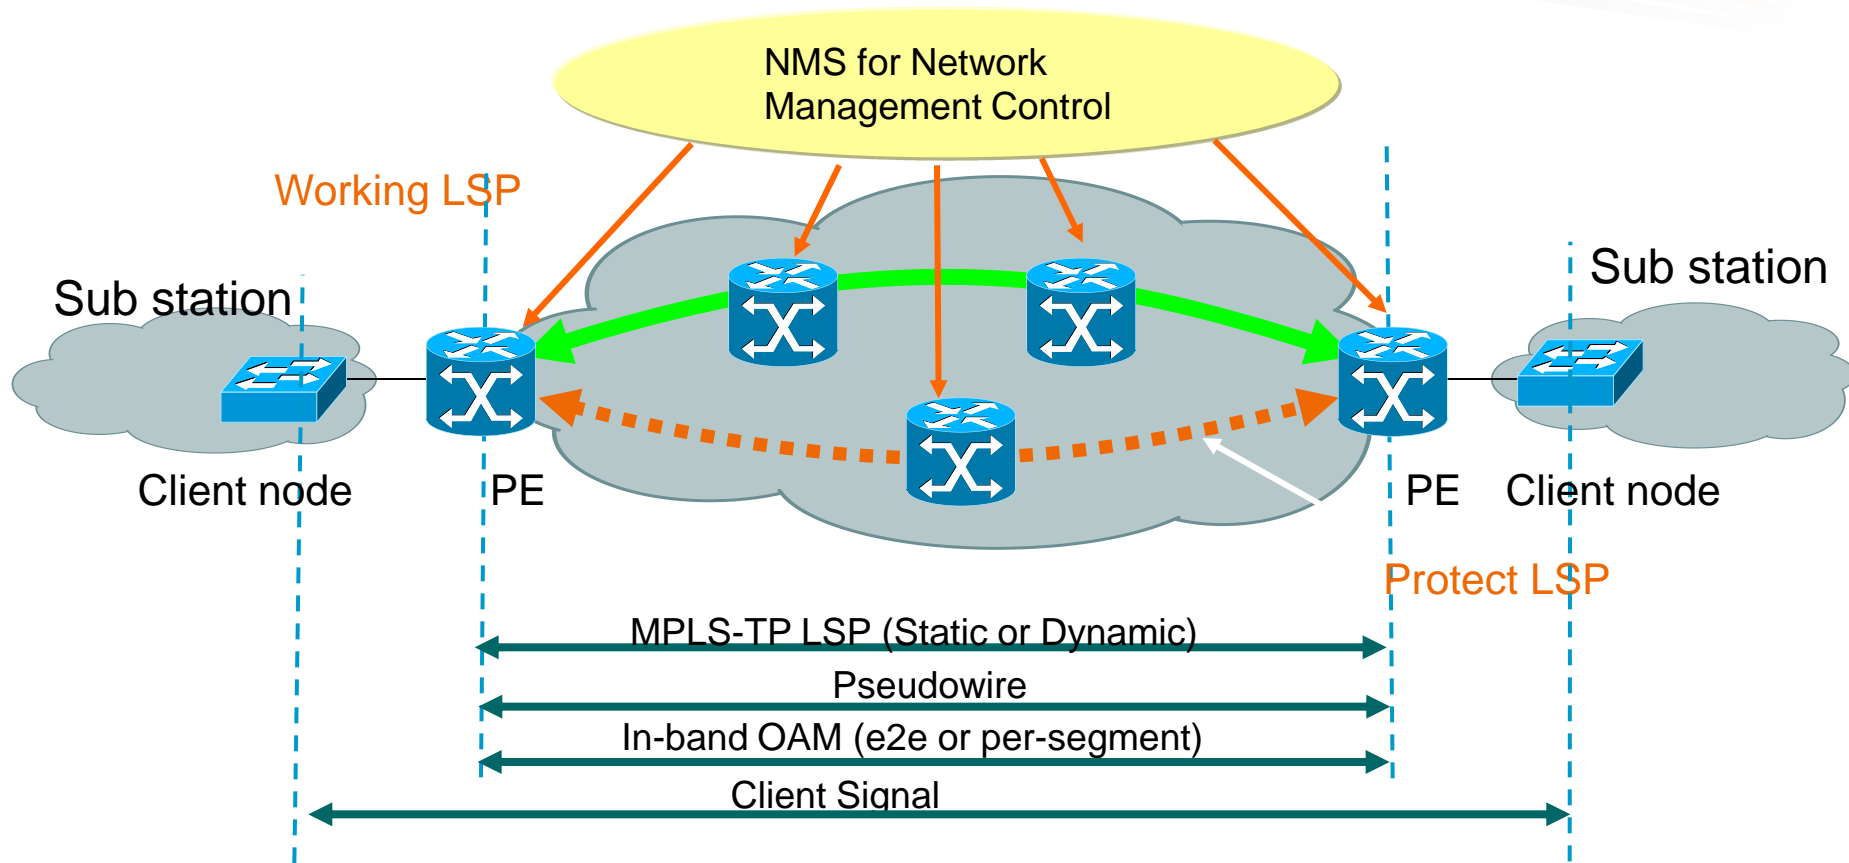 NMS for Network
Management Control
Working LSP
Sub station
Sub station
Client node
PE
PE
Client node
Protect LSP
MPLS-TP LSP (Static or Dynamic)
Pseudowire
In-band OAM (e2e or per-segment)
Client Signal